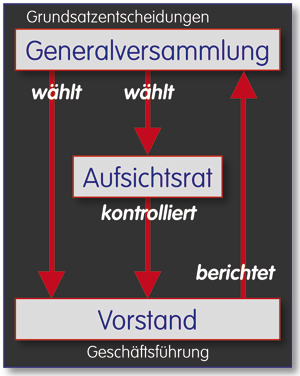 Grundsatzentscheidungen
Generalversammlung
wählt wählt
Aufsichtsrat
kontrolliert
berichtet
Vorstand
Geschäftsführung